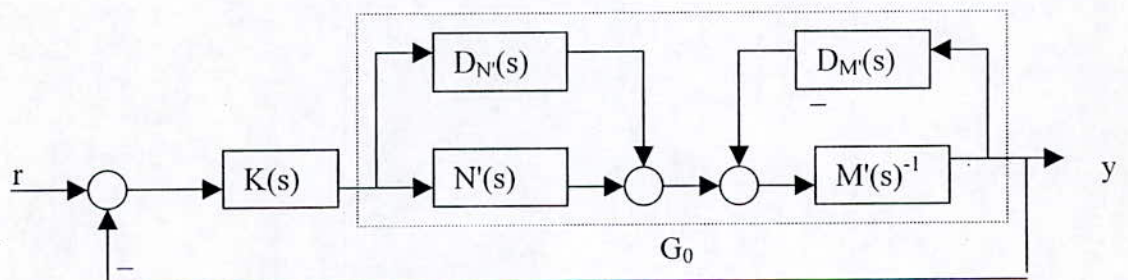 D_N'(s)
D_M'(s)
–
r
K(s)
N'(s)
M'(s)^-1
y
G_0
–